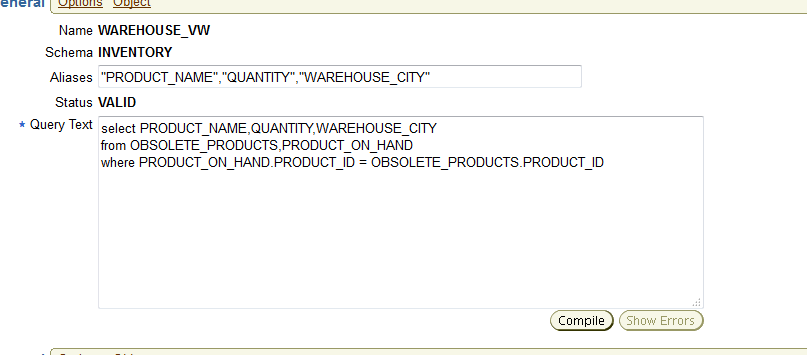 eneral Options Object
Name WAREHOUSE_VW
Schema INVENTORY
Aliases "PRODUCT_NAME","QUANTITY","WAREHOUSE_CITY"
Status VALID
* Query Text
select PRODUCT_NAME,QUANTITY,WAREHOUSE_CITY
from OBSOLETE_PRODUCTS,PRODUCT_ON_HAND
where PRODUCT_ON_HAND.PRODUCT_ID = OBSOLETE_PRODUCTS.PRODUCT_ID
Compile Show Errors